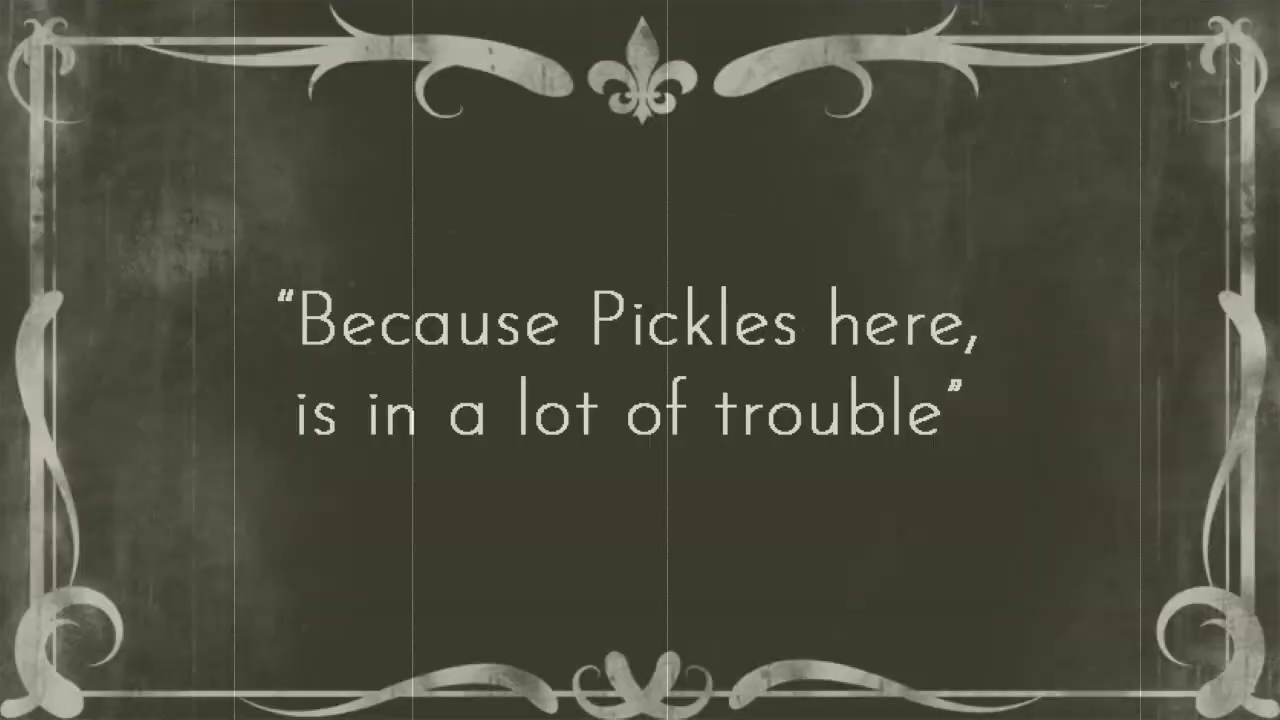 “Because Pickles here,
is in a lot of trouble”